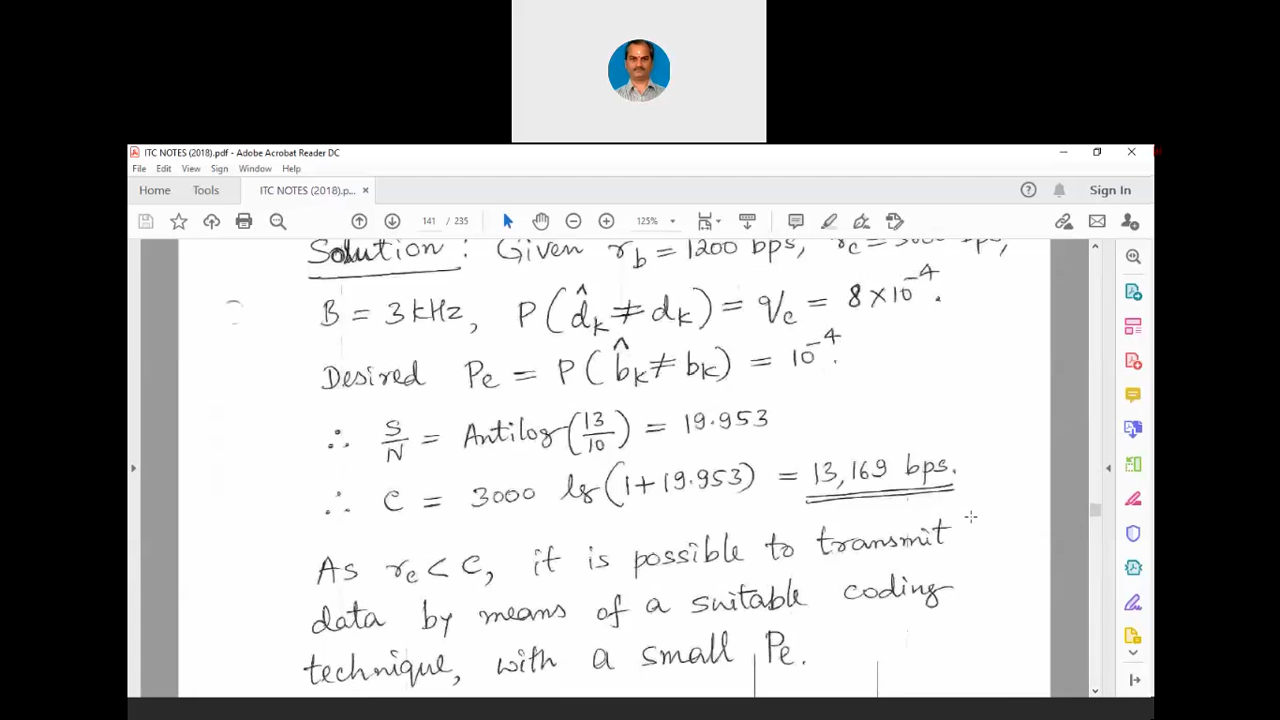 ITC NOTES (2018).pdf - Adobe Acrobat Reader DC
File Edit View Sign Window Help
Home Tools ITC NOTES (2018).p... × Sign In
141 / 235 125%
Solution : Given r_b = 1200 bps,
B = 3 kHz, P(d̂_k ≠ d_k) = q_c = 8×10^-4.
Desired Pe = P(b̂_k ≠ b_k) = 10^-4.
∴ S/N = Antilog(13/10) = 19.953
∴ C = 3000 lg(1+19.953) = 13,169 bps.
As r_c < C, it is possible to transmit
data by means of a suitable coding
technique, with a small Pe.